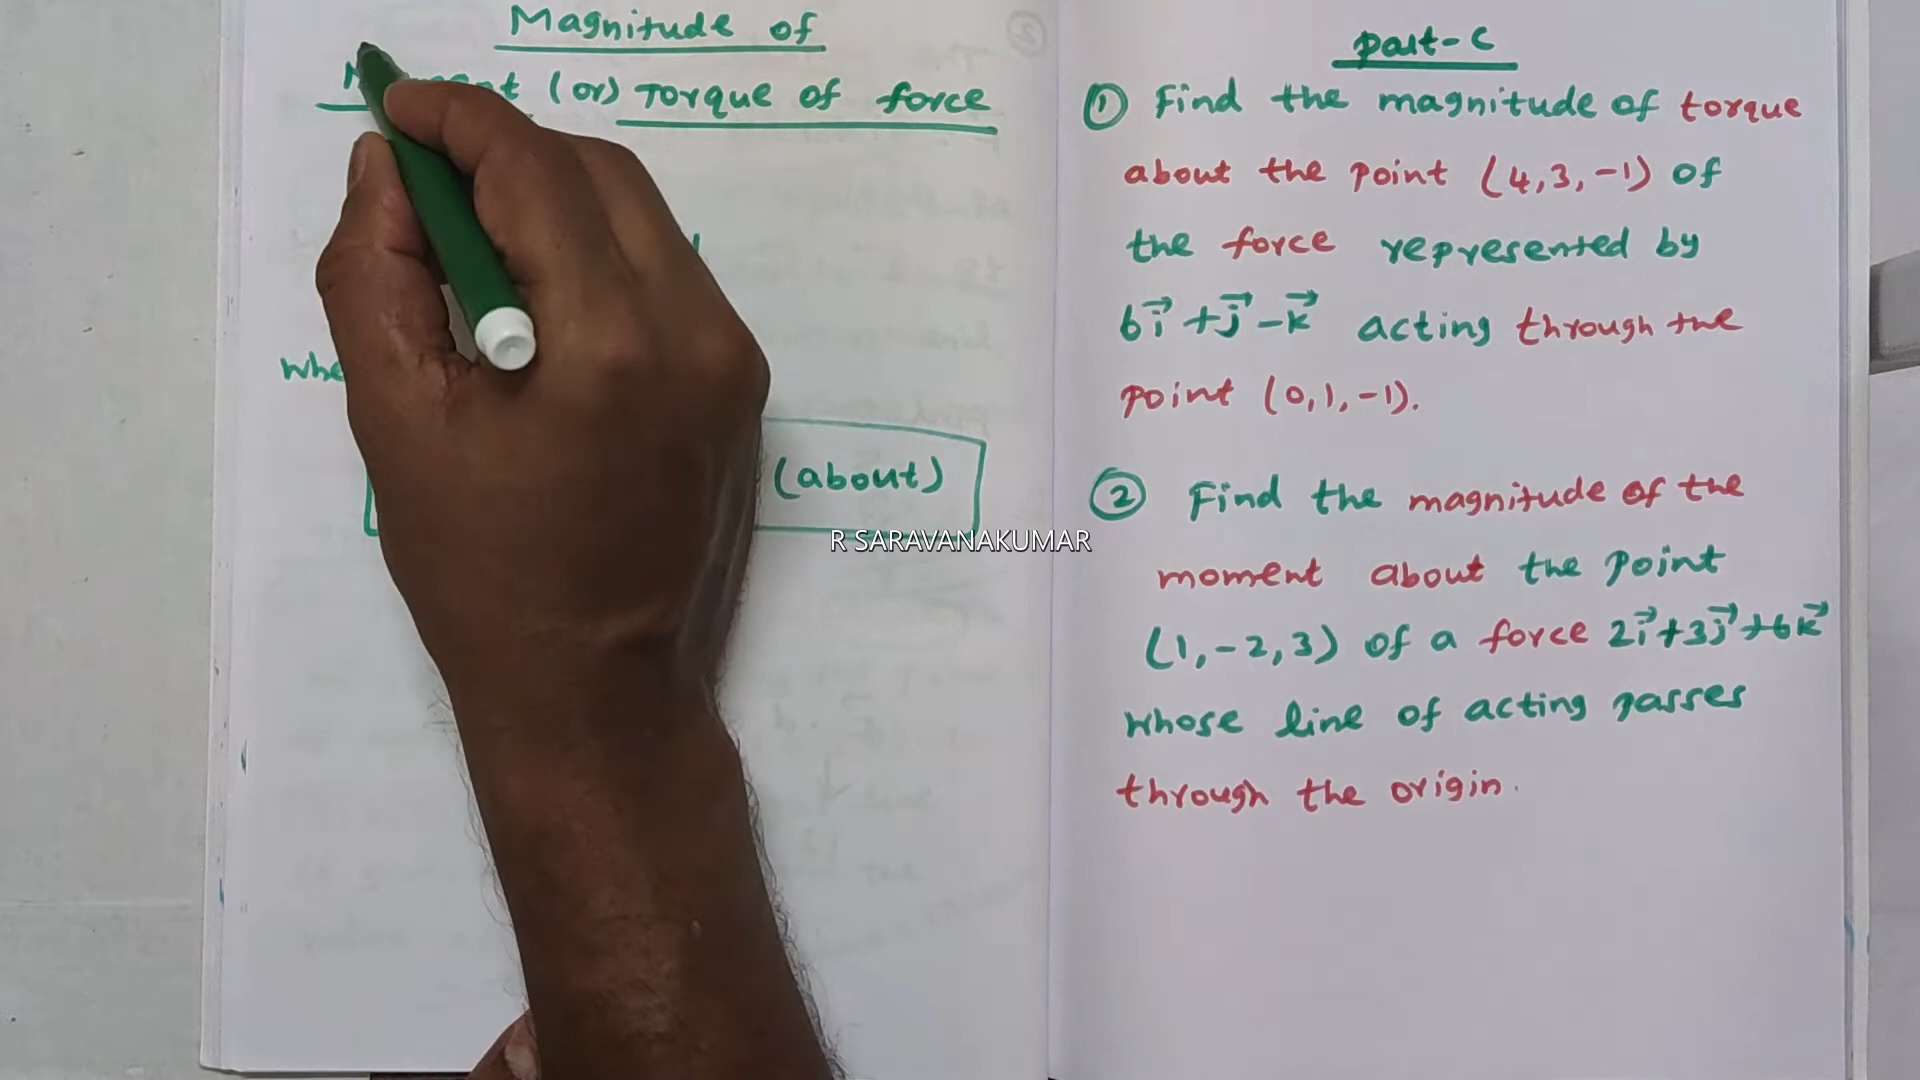 Magnitude of
(or) Torque of force
(about)
R SARAVANAKUMAR
part-c
① Find the magnitude of torque
about the point (4,3,-1) of
the force represented by
6i⃗ +j⃗ -k⃗ acting through the
point (0,1,-1).
② Find the magnitude of the
moment about the point
(1,-2,3) of a force 2i⃗+3j⃗+6k⃗
whose line of acting passes
through the origin.